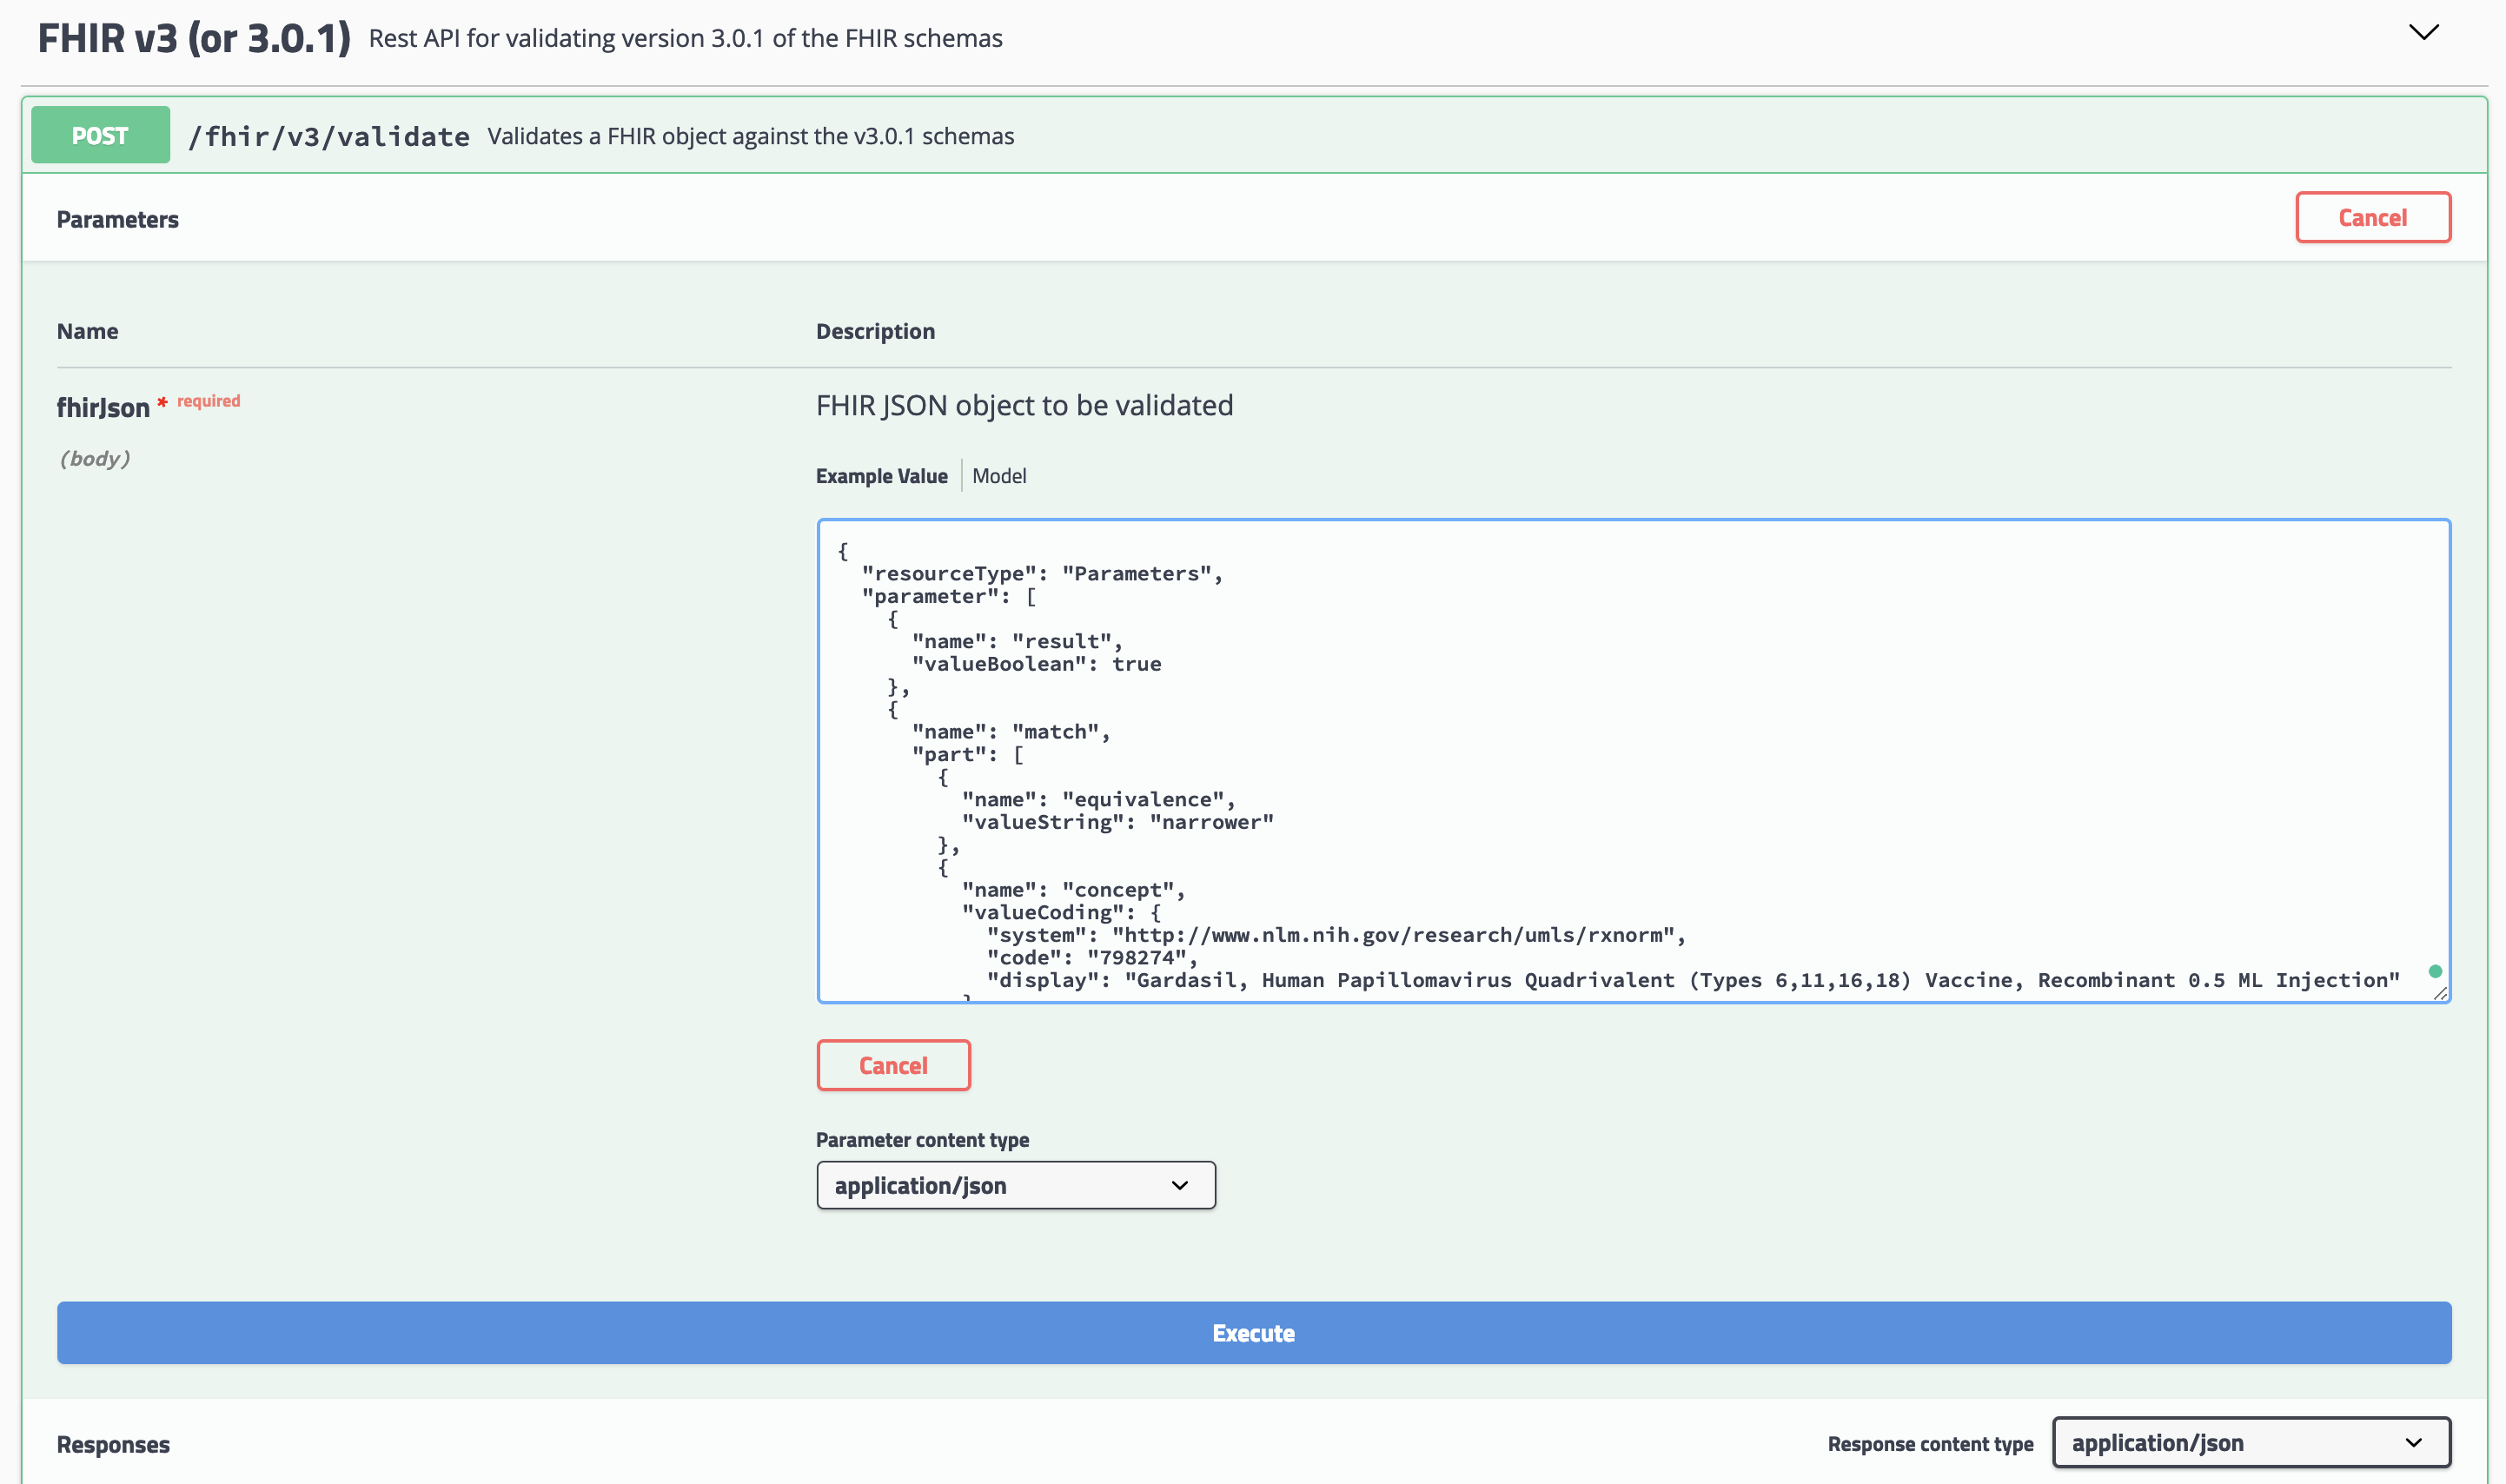 FHIR v3 (or 3.0.1) Rest API for validating version 3.0.1 of the FHIR schemas
POST /fhir/v3/validate Validates a FHIR object against the v3.0.1 schemas
Parameters Cancel
Name Description
fhirJson * required FHIR JSON object to be validated
(body)
Example Value Model
{
  "resourceType": "Parameters",
  "parameter": [
    {
      "name": "result",
      "valueBoolean": true
    },
    {
      "name": "match",
      "part": [
        {
          "name": "equivalence",
          "valueString": "narrower"
        },
        {
          "name": "concept",
          "valueCoding": {
            "system": "http://www.nlm.nih.gov/research/umls/rxnorm",
            "code": "798274",
            "display": "Gardasil, Human Papillomavirus Quadrivalent (Types 6,11,16,18) Vaccine, Recombinant 0.5 ML Injection"
          }
Cancel
Parameter content type
application/json
Execute
Responses Response content type application/json